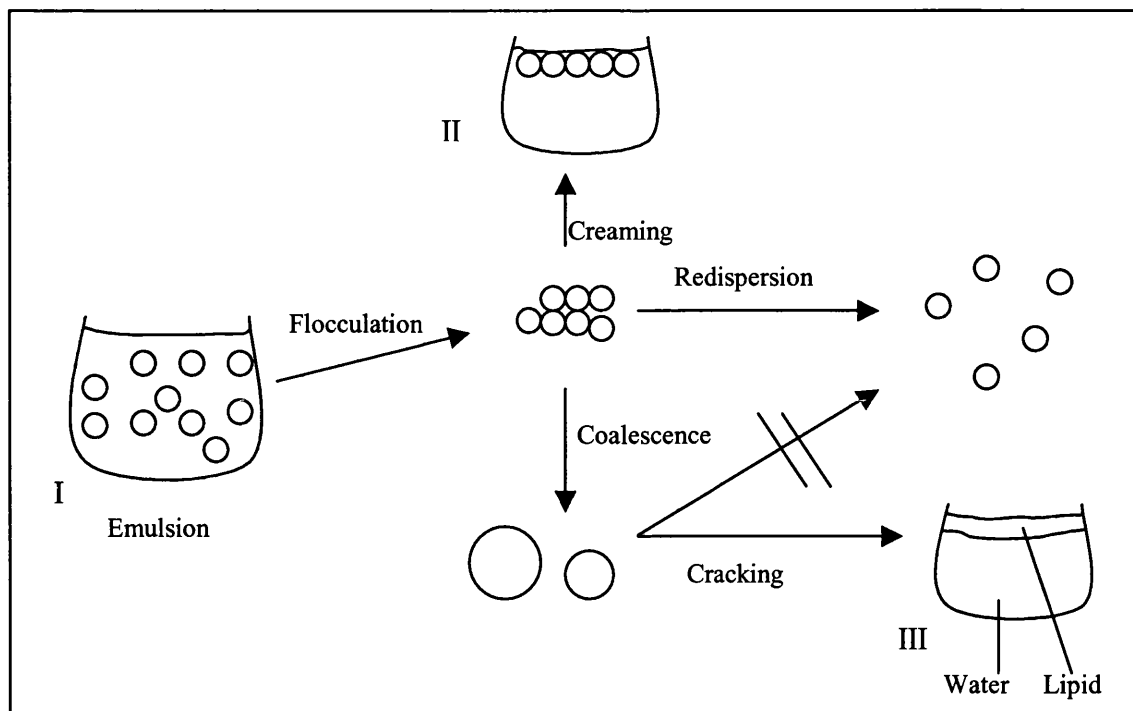 II
Creaming
Redispersion
Flocculation
Coalescence
I
Emulsion
Cracking
III
Water
Lipid